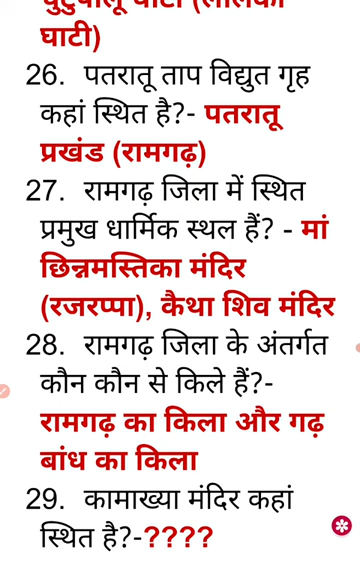 चुटुपालू घाटी (लालकी
घाटी)
26. पतरातू ताप विद्युत गृह
कहां स्थित है?- पतरातू
प्रखंड (रामगढ़)
27. रामगढ़ जिला में स्थित
प्रमुख धार्मिक स्थल हैं? - मां
छिन्नमस्तिका मंदिर
(रजरप्पा), कैथा शिव मंदिर
28. रामगढ़ जिला के अंतर्गत
कौन कौन से किले हैं?-
रामगढ़ का किला और गढ़
बांध का किला
29. कामाख्या मंदिर कहां
स्थित है?-????